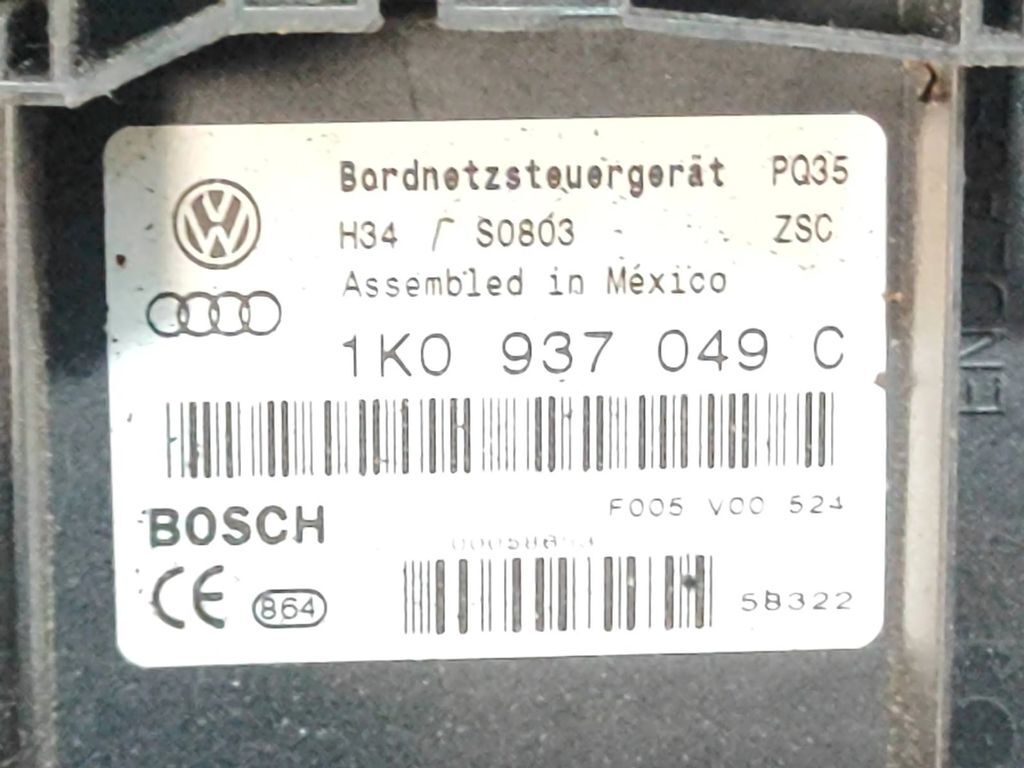 Bordnetzsteuergerät PQ35
H34 / S0803 ZSC
Assembled in México
1K0 937 049 C
BOSCH
F005 V00 524
CE 864
58322